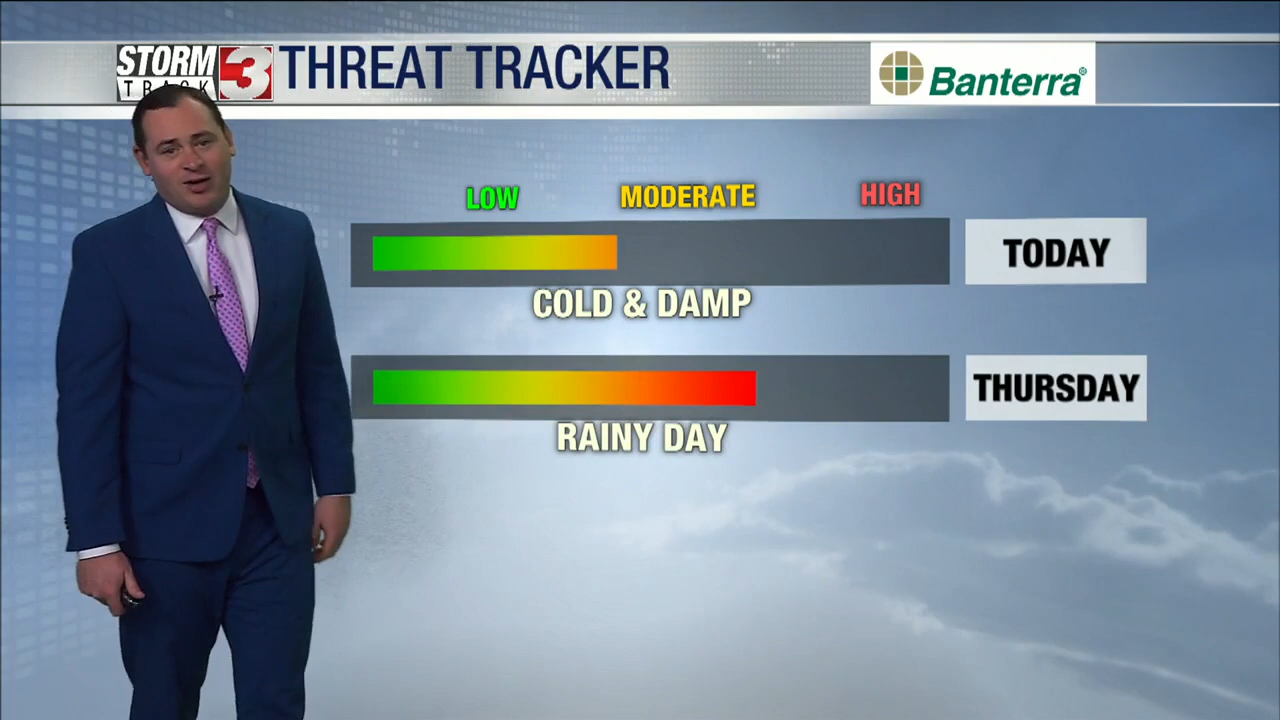 STORM
TRACK
3
THREAT TRACKER
Banterra®
LOW
MODERATE
HIGH
TODAY
COLD & DAMP
THURSDAY
RAINY DAY